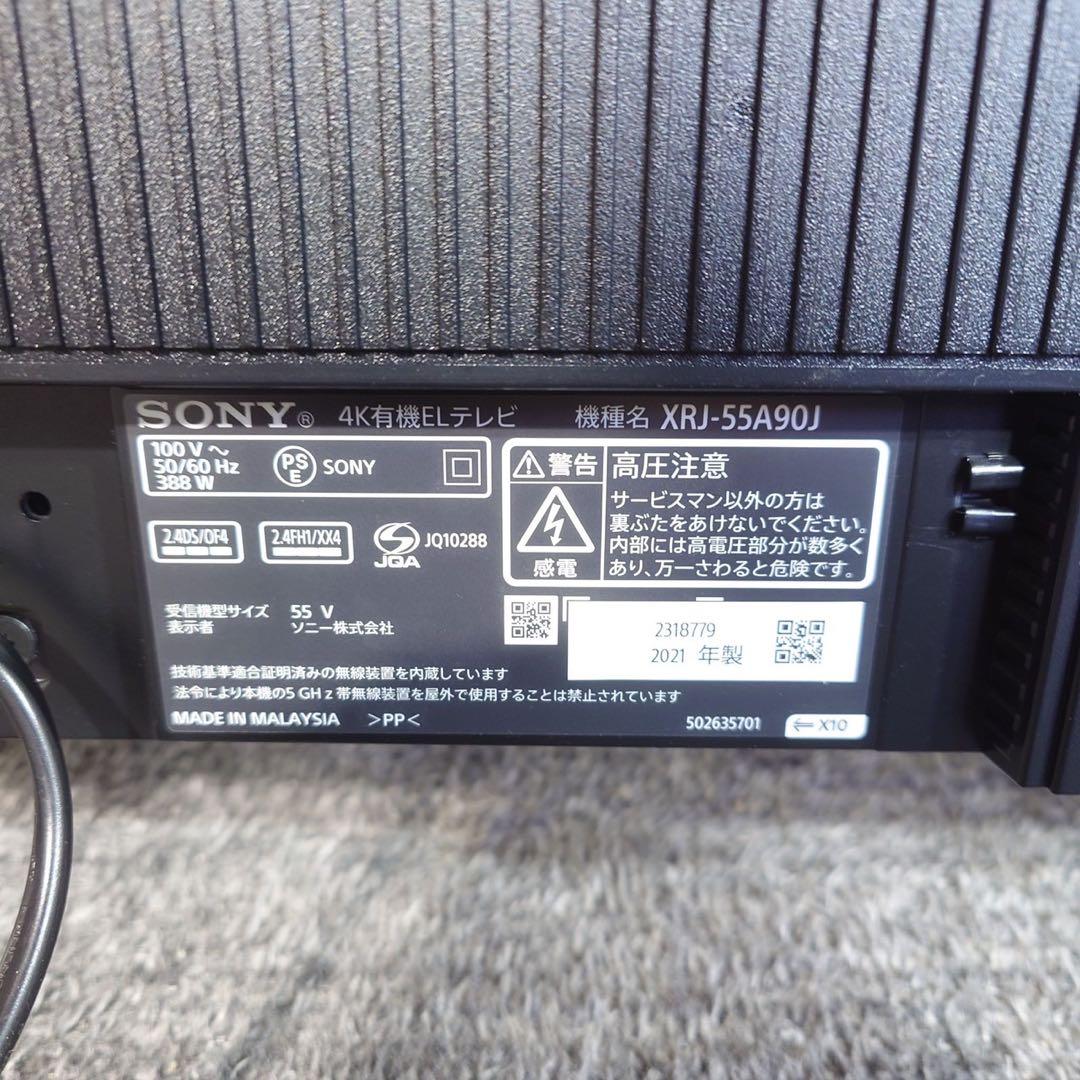 SONY® 4K有機ELテレビ 機種名 XRJ-55A90J
100 V ～
50/60 Hz
388 W
PS
E
SONY
2.4DS/OF4
2.4FH1/XX4
JQA
JQ10288
警告 高圧注意
感電
サービスマン以外の方は
裏ぶたをあけないでください。
内部には高電圧部分が数多く
あり、万一さわると危険です。
受信機型サイズ 55 V
表示者 ソニー株式会社
2318779
2021 年製
技術基準適合証明済みの無線装置を内蔵しています
法令により本機の5 GHz帯無線装置を屋外で使用することは禁止されています
MADE IN MALAYSIA >PP<
502635701
⇐ X10